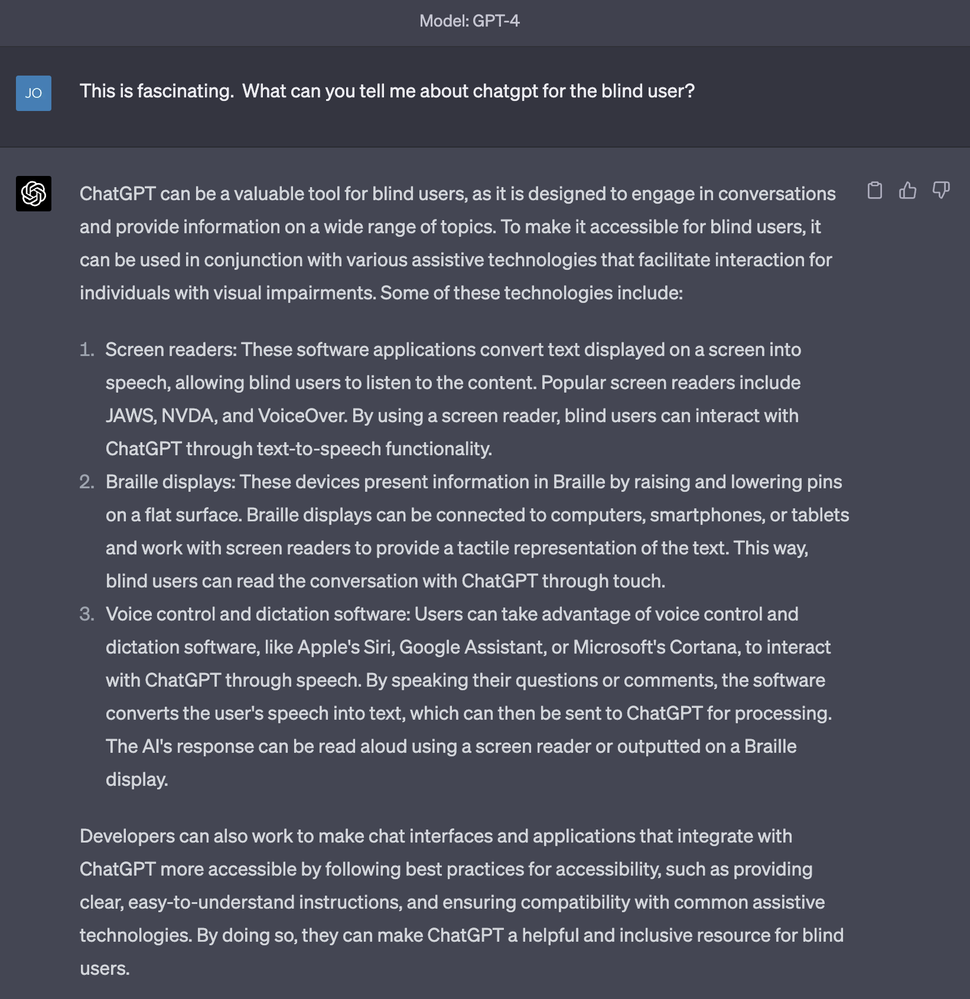 Model: GPT-4
JO
This is fascinating.  What can you tell me about chatgpt for the blind user?
ChatGPT can be a valuable tool for blind users, as it is designed to engage in conversations
and provide information on a wide range of topics. To make it accessible for blind users, it
can be used in conjunction with various assistive technologies that facilitate interaction for
individuals with visual impairments. Some of these technologies include:
1. Screen readers: These software applications convert text displayed on a screen into
speech, allowing blind users to listen to the content. Popular screen readers include
JAWS, NVDA, and VoiceOver. By using a screen reader, blind users can interact with
ChatGPT through text-to-speech functionality.
2. Braille displays: These devices present information in Braille by raising and lowering pins
on a flat surface. Braille displays can be connected to computers, smartphones, or tablets
and work with screen readers to provide a tactile representation of the text. This way,
blind users can read the conversation with ChatGPT through touch.
3. Voice control and dictation software: Users can take advantage of voice control and
dictation software, like Apple's Siri, Google Assistant, or Microsoft's Cortana, to interact
with ChatGPT through speech. By speaking their questions or comments, the software
converts the user's speech into text, which can then be sent to ChatGPT for processing.
The AI's response can be read aloud using a screen reader or outputted on a Braille
display.
Developers can also work to make chat interfaces and applications that integrate with
ChatGPT more accessible by following best practices for accessibility, such as providing
clear, easy-to-understand instructions, and ensuring compatibility with common assistive
technologies. By doing so, they can make ChatGPT a helpful and inclusive resource for blind
users.